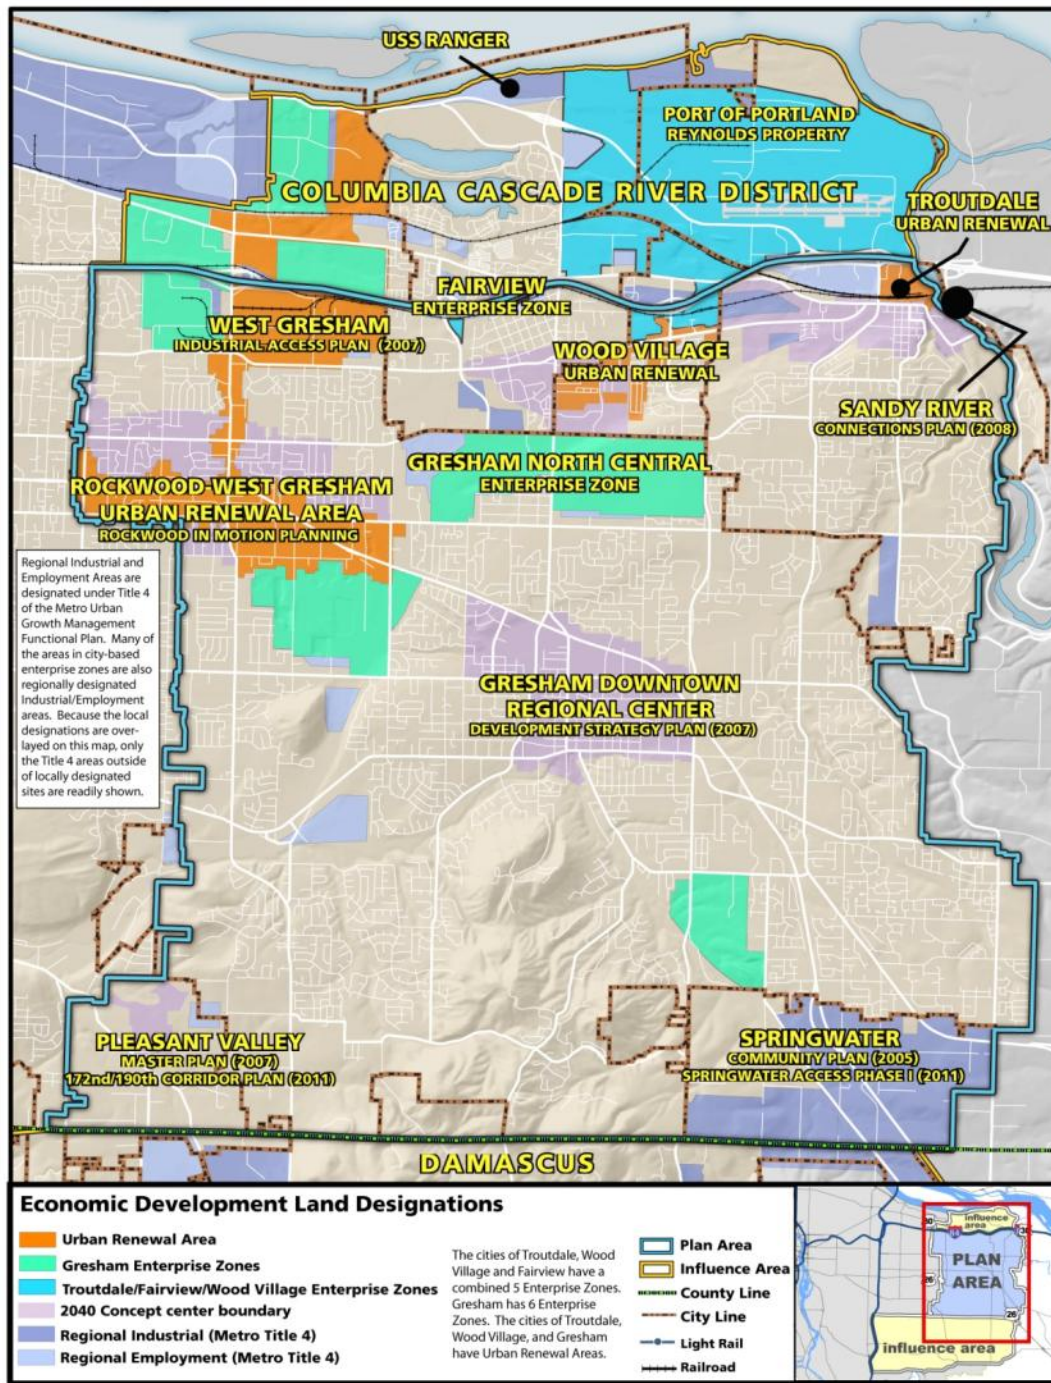 USS RANGER
PORT OF PORTLAND
REYNOLDS PROPERTY
COLUMBIA CASCADE RIVER DISTRICT
TROUTDALE
URBAN RENEWAL
FAIRVIEW
ENTERPRISE ZONE
WEST GRESHAM
INDUSTRIAL ACCESS PLAN (2007)
WOOD VILLAGE
URBAN RENEWAL
SANDY RIVER
CONNECTIONS PLAN (2008)
GRESHAM NORTH CENTRAL
ENTERPRISE ZONE
ROCKWOOD-WEST GRESHAM
URBAN RENEWAL AREA
ROCKWOOD IN MOTION PLANNING
Regional Industrial and
Employment Areas are
designated under Title 4
of the Metro Urban
Growth Management
Functional Plan. Many of
the areas in city-based
enterprise zones are also
regionally designated
Industrial/Employment
areas. Because the local
designations are over-
layed on this map, only
the Title 4 areas outside
of locally designated
sites are readily shown.
GRESHAM DOWNTOWN
REGIONAL CENTER
DEVELOPMENT STRATEGY PLAN (2007)
PLEASANT VALLEY
MASTER PLAN (2007)
172nd/190th CORRIDOR PLAN (2011)
SPRINGWATER
COMMUNITY PLAN (2005)
SPRINGWATER ACCESS PHASE I (2011)
DAMASCUS
Economic Development Land Designations
Urban Renewal Area
Gresham Enterprise Zones
Troutdale/Fairview/Wood Village Enterprise Zones
2040 Concept center boundary
Regional Industrial (Metro Title 4)
Regional Employment (Metro Title 4)
The cities of Troutdale, Wood
Village and Fairview have a
combined 5 Enterprise Zones.
Gresham has 6 Enterprise
Zones. The cities of Troutdale,
Wood Village, and Gresham
have Urban Renewal Areas.
Plan Area
Influence Area
County Line
City Line
Light Rail
Railroad
influence
area
30
30
PLAN
AREA
26
26
influence area